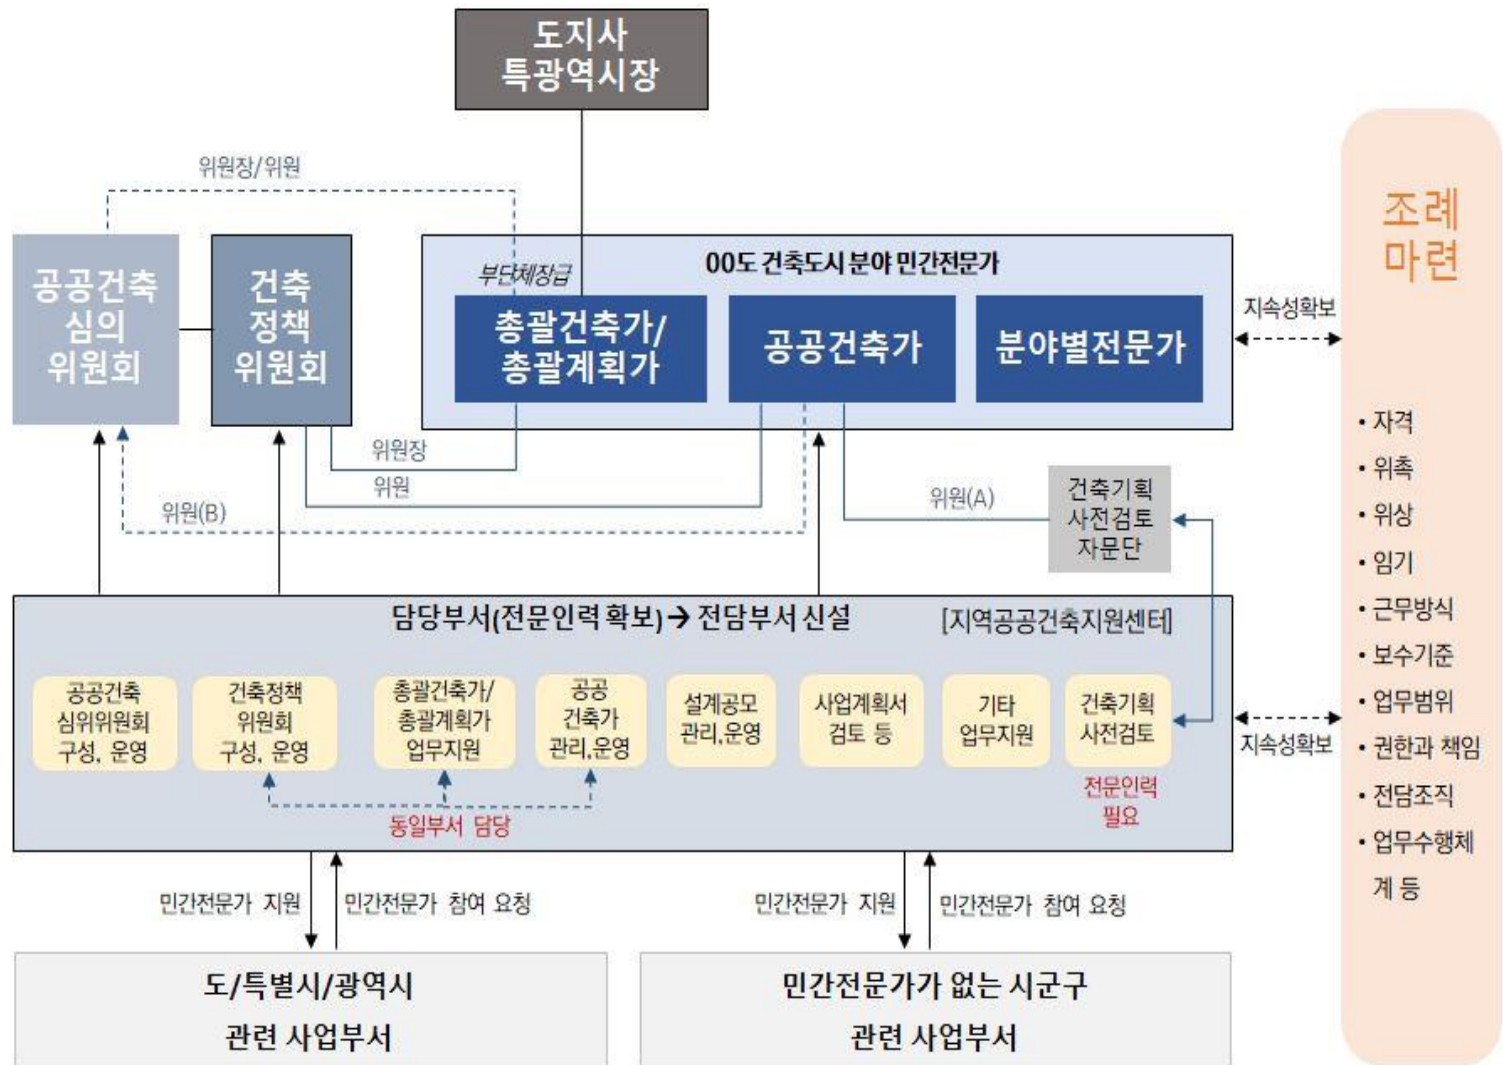 도지사
특광역시장
위원장/위원
공공건축
심의
위원회
건축
정책
위원회
00도 건축도시 분야 민간전문가
부단체장급
총괄건축가/
총괄계획가
공공건축가
분야별전문가
지속성확보
위원장
위원
위원(B)
위원(A)
건축기획
사전검토
자문단
담당부서(전문인력 확보)→ 전담부서 신설
[지역공공건축지원센터]
공공건축
심위위원회
구성, 운영
건축정책
위원회
구성, 운영
총괄건축가/
총괄계획가
업무지원
공공
건축가
관리,운영
설계공모
관리,운영
사업계획서
검토 등
기타
업무지원
건축기획
사전검토
동일부서 담당
전문인력
필요
지속성확보
민간전문가 지원
민간전문가 참여 요청
민간전문가 지원
민간전문가 참여 요청
도/특별시/광역시
관련 사업부서
민간전문가가 없는 시군구
관련 사업부서
조례
마련
• 자격
• 위촉
• 위상
• 임기
• 근무방식
• 보수기준
• 업무범위
• 권한과 책임
• 전담조직
• 업무수행체
계 등